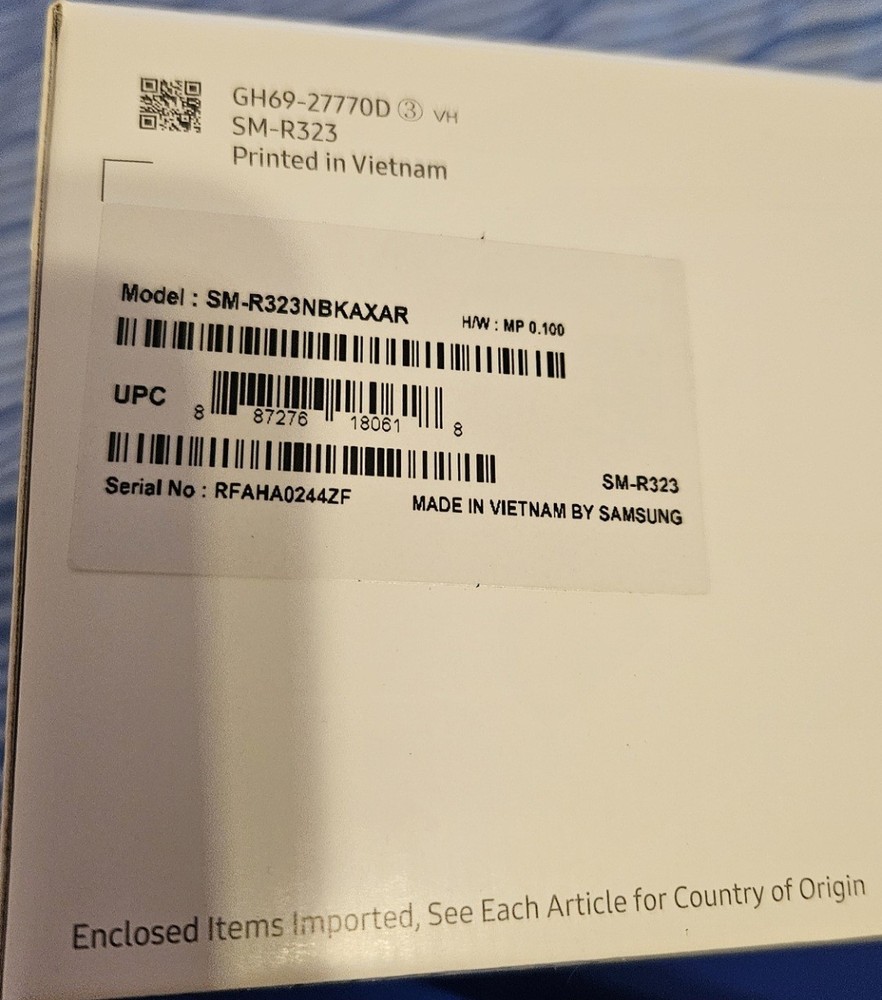 GH69-27770D ③ VH
SM-R323
Printed in Vietnam
Model : SM-R323NBKAXAR H/W : MP 0.100
UPC 8 87276 18061 8
SM-R323
Serial No : RFAHA0244ZF
MADE IN VIETNAM BY SAMSUNG
Enclosed Items Imported, See Each Article for Country of Origin